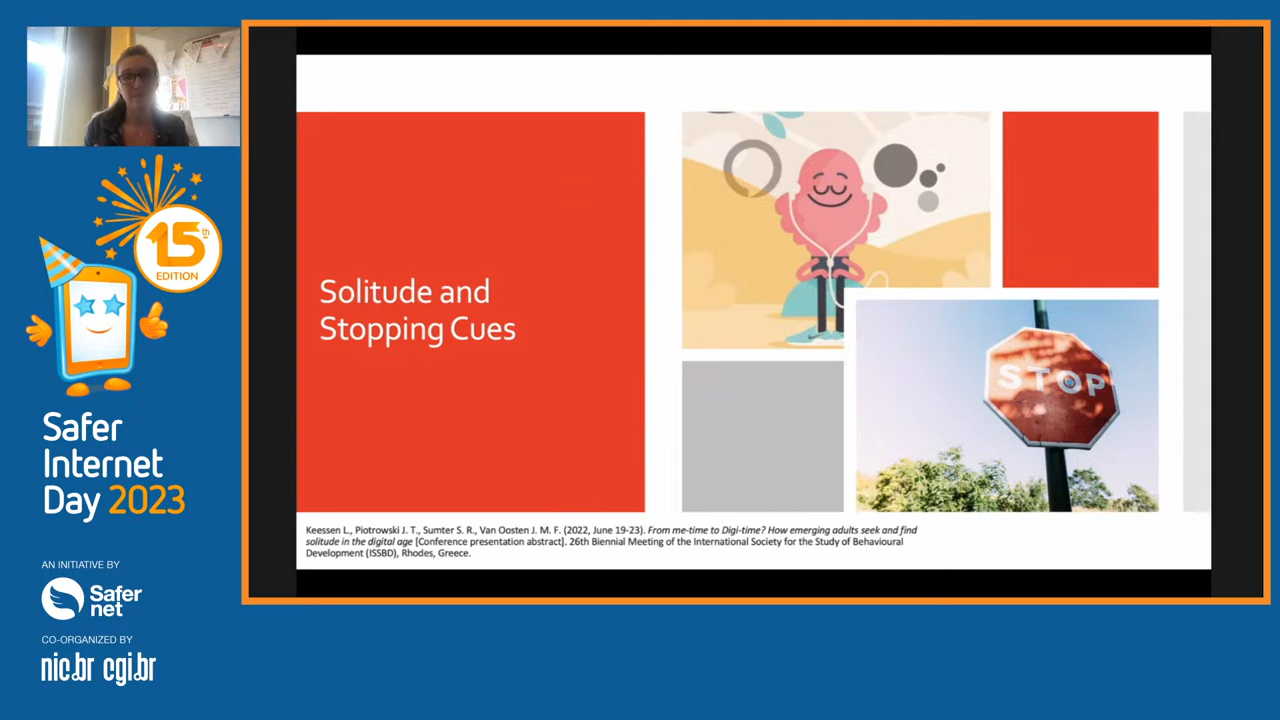 15th
EDITION
Safer
Internet
Day 2023
AN INITIATIVE BY
Safer
net
CO-ORGANIZED BY
nic.br cgi.br
Solitude and
Stopping Cues
STOP
Keessen L., Piotrowski J. T., Sumter S. R., Van Oosten J. M. F. (2022, June 19-23). From me-time to Digi-time? How emerging adults seek and find
solitude in the digital age [Conference presentation abstract]. 26th Biennial Meeting of the International Society for the Study of Behavioural
Development (ISSBD), Rhodes, Greece.